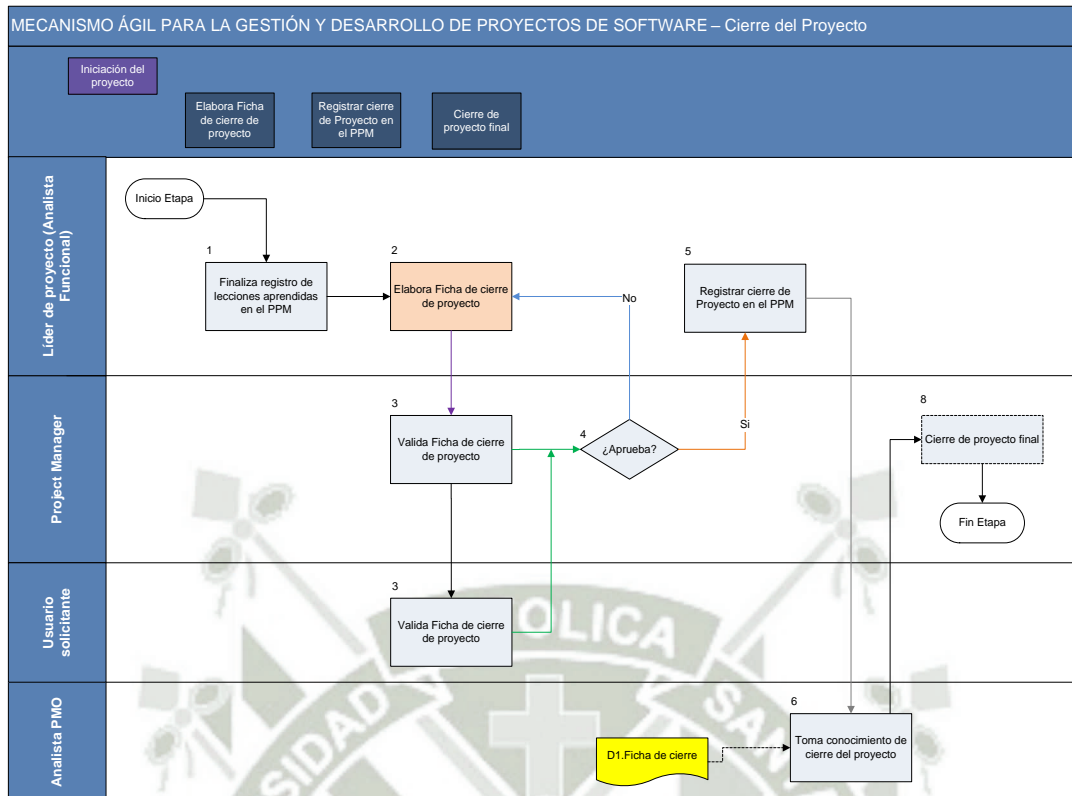 MECANISMO ÁGIL PARA LA GESTIÓN Y DESARROLLO DE PROYECTOS DE SOFTWARE – Cierre del Proyecto
Iniciación del
proyecto
Elabora Ficha
de cierre de
proyecto
Registrar cierre
de Proyecto en
el PPM
Cierre de
proyecto final
Líder de proyecto (Analista
Funcional)
Inicio Etapa
1
Finaliza registro de
lecciones aprendidas
en el PPM
2
Elabora Ficha de cierre
de proyecto
No
5
Registrar cierre de
Proyecto en el PPM
Project Manager
3
Valida Ficha de cierre
de proyecto
4
¿Aprueba?
Si
8
Cierre de proyecto final
Fin Etapa
Usuario
solicitante
3
Valida Ficha de cierre
de proyecto
Analista PMO
D1.Ficha de cierre
6
Toma conocimiento de
cierre del proyecto
OLICA
SIDAD
SAN